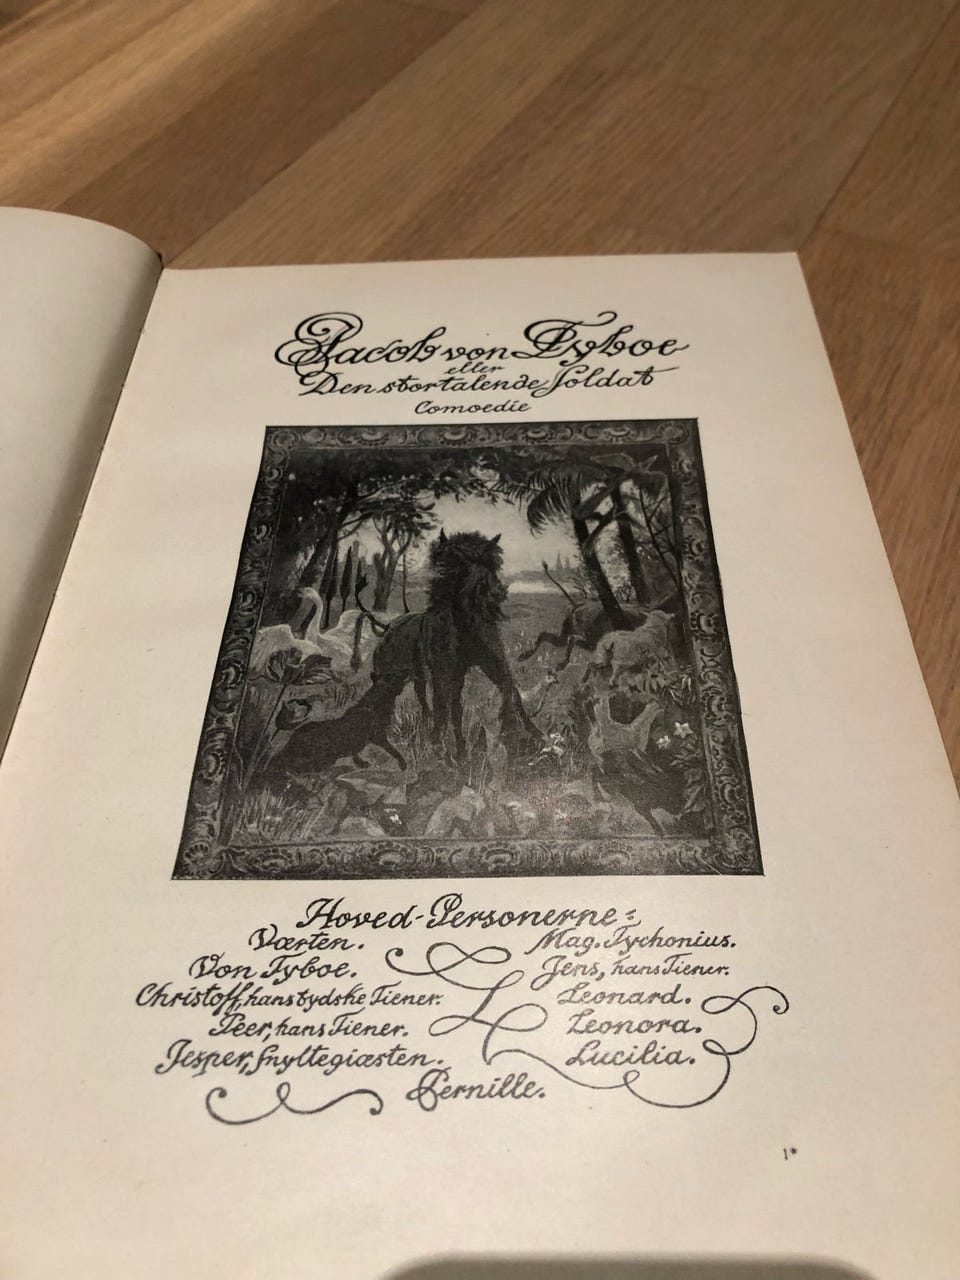 Jacob von Tyboe
eller
Den stortalende Soldat
Comoedie
Hoved-Personerne:
Værten.
Von Tyboe.
Christoff, hans tydske Tiener.
Peer, hans Tiener.
Jesper, Snyltegiæsten.
Mag. Tychonius.
Jens, hans Tiener.
Leonard.
Leonora.
Lucilia.
Pernille.
1*